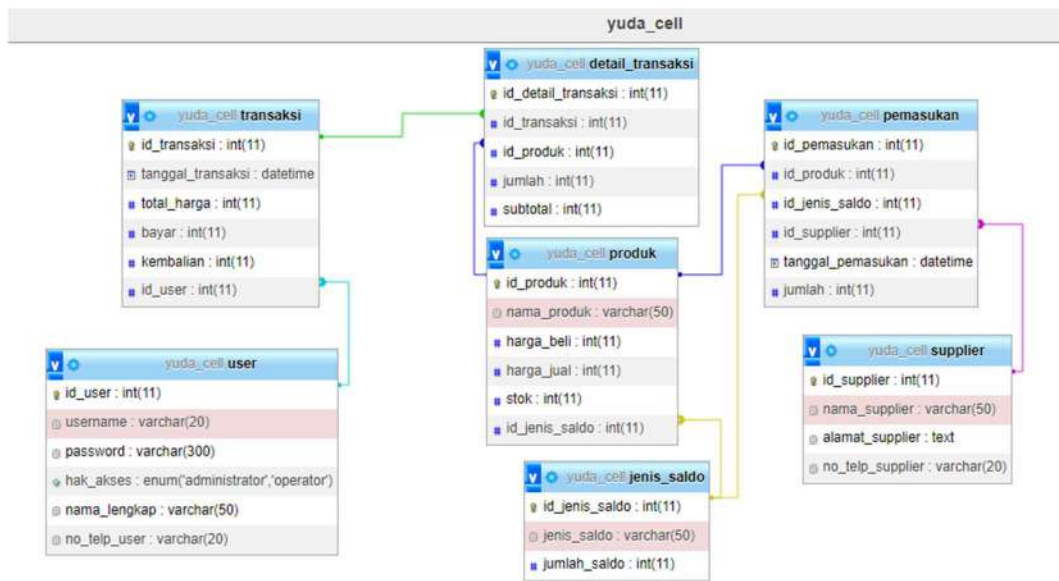 yuda_cell
yuda_cell detail_transaksi
id_detail_transaksi : int(11)
id_transaksi : int(11)
id_produk : int(11)
jumlah : int(11)
subtotal : int(11)
yuda_cell transaksi
id_transaksi : int(11)
tanggal_transaksi : datetime
total_harga : int(11)
bayar : int(11)
kembalian : int(11)
id_user : int(11)
yuda_cell pemasukan
id_pemasukan : int(11)
id_produk : int(11)
id_jenis_saldo : int(11)
id_supplier : int(11)
tanggal_pemasukan : datetime
jumlah : int(11)
yuda_cell produk
id_produk : int(11)
nama_produk : varchar(50)
harga_beli : int(11)
harga_jual : int(11)
stok : int(11)
id_jenis_saldo : int(11)
yuda_cell user
id_user : int(11)
username : varchar(20)
password : varchar(300)
hak_akses : enum('administrator','operator')
nama_lengkap : varchar(50)
no_telp_user : varchar(20)
yuda_cell supplier
id_supplier : int(11)
nama_supplier : varchar(50)
alamat_supplier : text
no_telp_supplier : varchar(20)
yuda_cell jenis_saldo
id_jenis_saldo : int(11)
jenis_saldo : varchar(50)
jumlah_saldo : int(11)